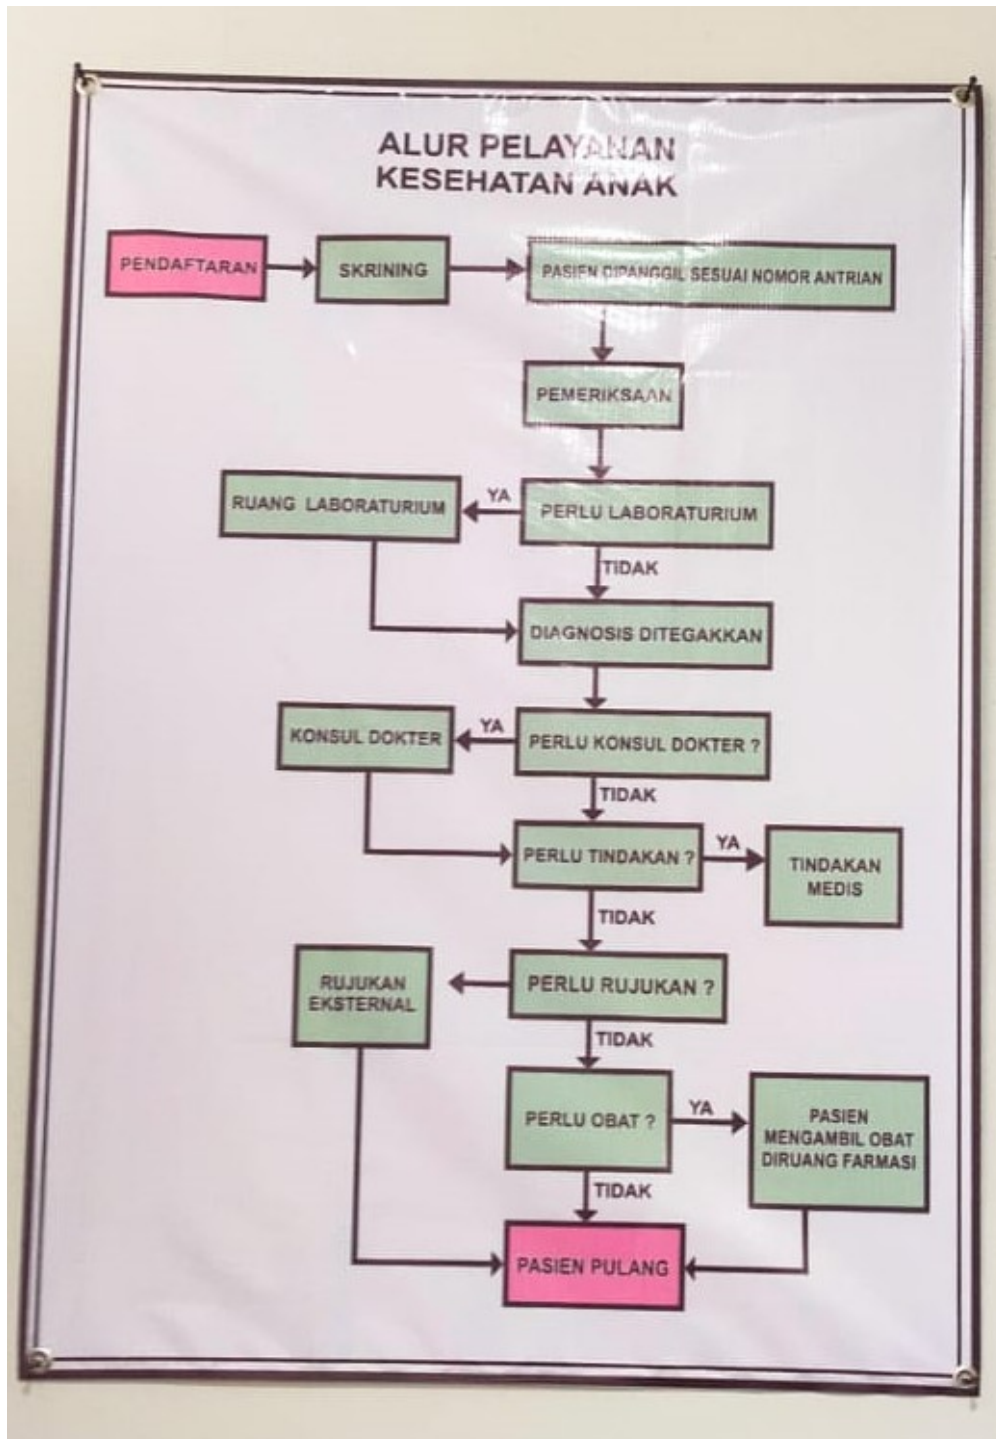 ALUR PELAYANAN
KESEHATAN ANAK
PENDAFTARAN
SKRINING
PASIEN DIPANGGIL SESUAI NOMOR ANTRIAN
PEMERIKSAAN
RUANG LABORATURIUM
YA
PERLU LABORATURIUM
TIDAK
DIAGNOSIS DITEGAKKAN
KONSUL DOKTER
YA
PERLU KONSUL DOKTER ?
TIDAK
PERLU TINDAKAN ?
YA
TINDAKAN
MEDIS
TIDAK
RUJUKAN
EKSTERNAL
PERLU RUJUKAN ?
TIDAK
PERLU OBAT ?
YA
PASIEN
MENGAMBIL OBAT
DIRUANG FARMASI
TIDAK
PASIEN PULANG